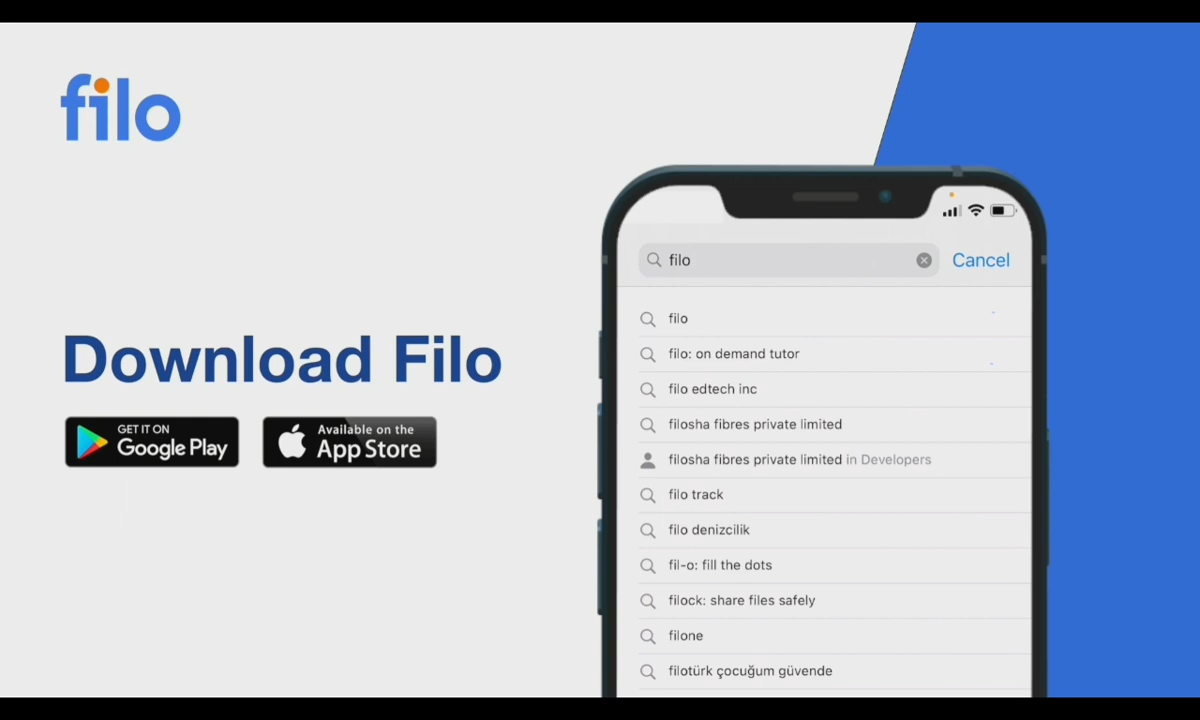 filo
Download Filo
GET IT ON
Google Play
Available on the
App Store
filo
Cancel
filo
filo: on demand tutor
filo edtech inc
filosha fibres private limited
filosha fibres private limited in Developers
filo track
filo denizcilik
fil-o: fill the dots
filock: share files safely
filone
filotürk çocuğum güvende